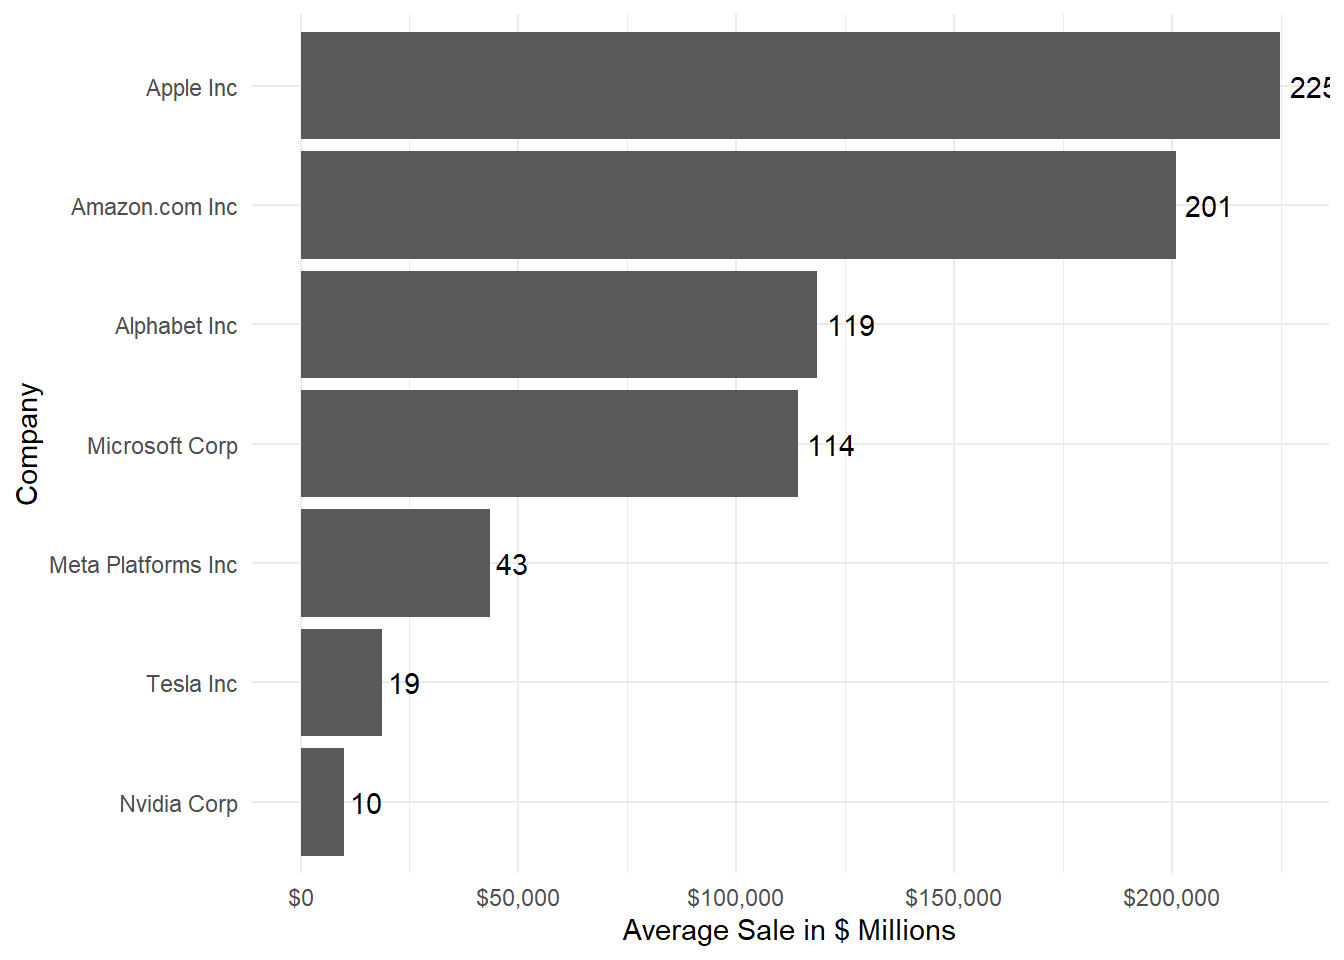 Apple Inc 225
Amazon.com Inc 201
Alphabet Inc 119
Microsoft Corp 114
Meta Platforms Inc 43
Tesla Inc 19
Nvidia Corp 10
Company
$0 $50,000 $100,000 $150,000 $200,000
Average Sale in $ Millions